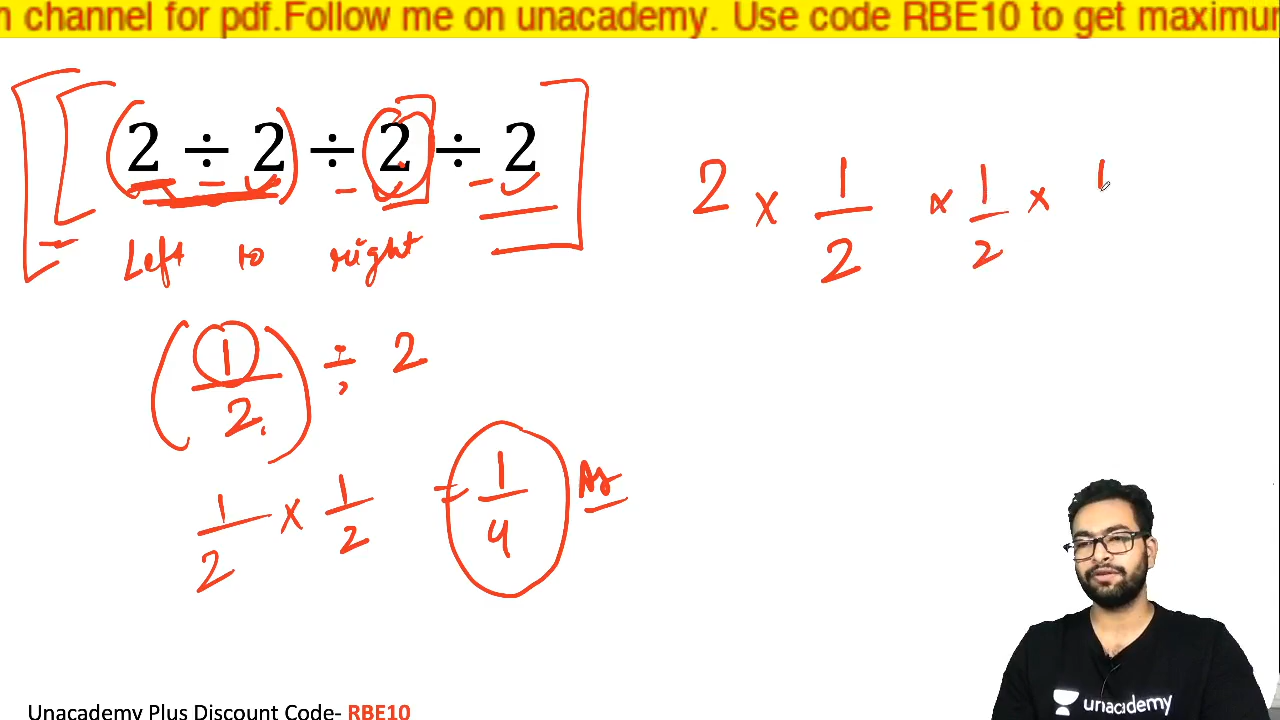 n channel for pdf.Follow me on unacademy. Use code RBE10 to get maximum
[[(2 ÷ 2) ÷ 2 ÷ 2]
Left to right
(1/2) ÷ 2
1/2 × 1/2 = 1/4 Ans
2 × 1/2 × 1/2 × 1
unacademy
Unacademy Plus Discount Code- RBE10